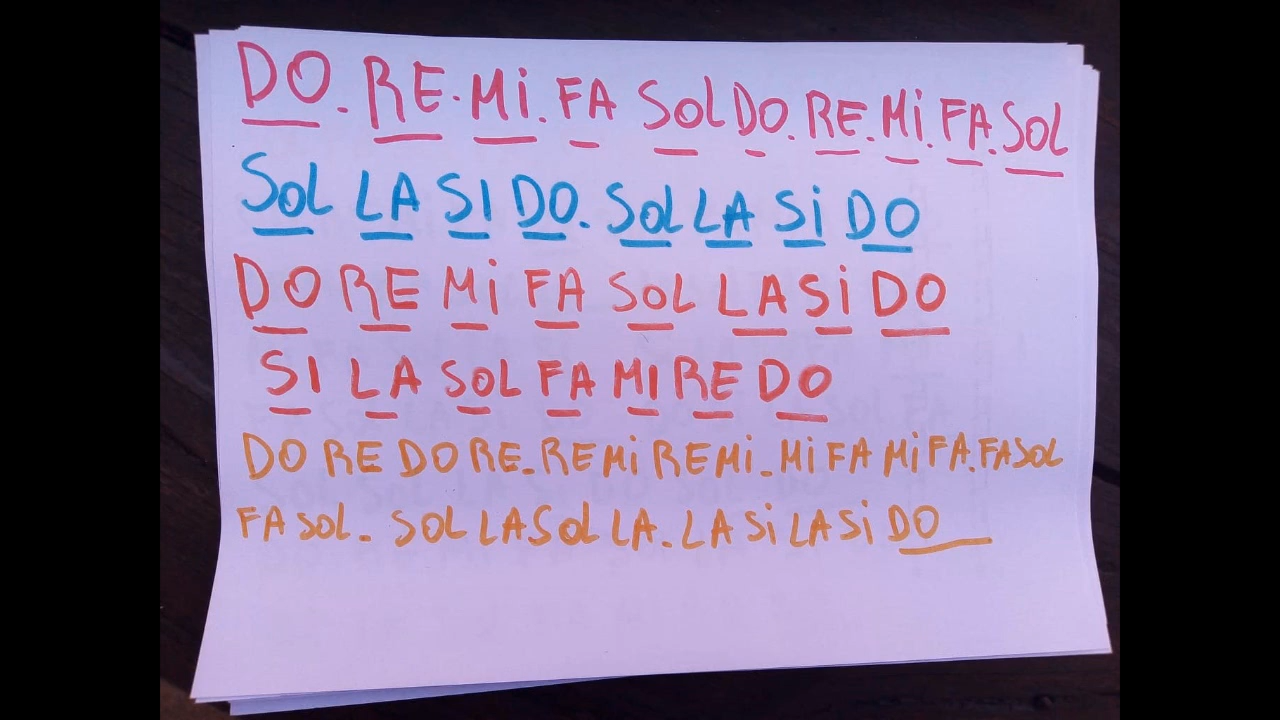 DO. RE. Mi. FA SOL DO. RE. Mi. FA. SOL
SOL LA SI DO. SOL LA Si DO
DO RE Mi FA SOL LA Si DO
SI LA SOL FA MI RE DO
DO RE DO RE. RE Mi RE Mi. Mi FA Mi FA. FA SOL
FA SOL. SOL LA SOL LA. LA Si LA Si DO